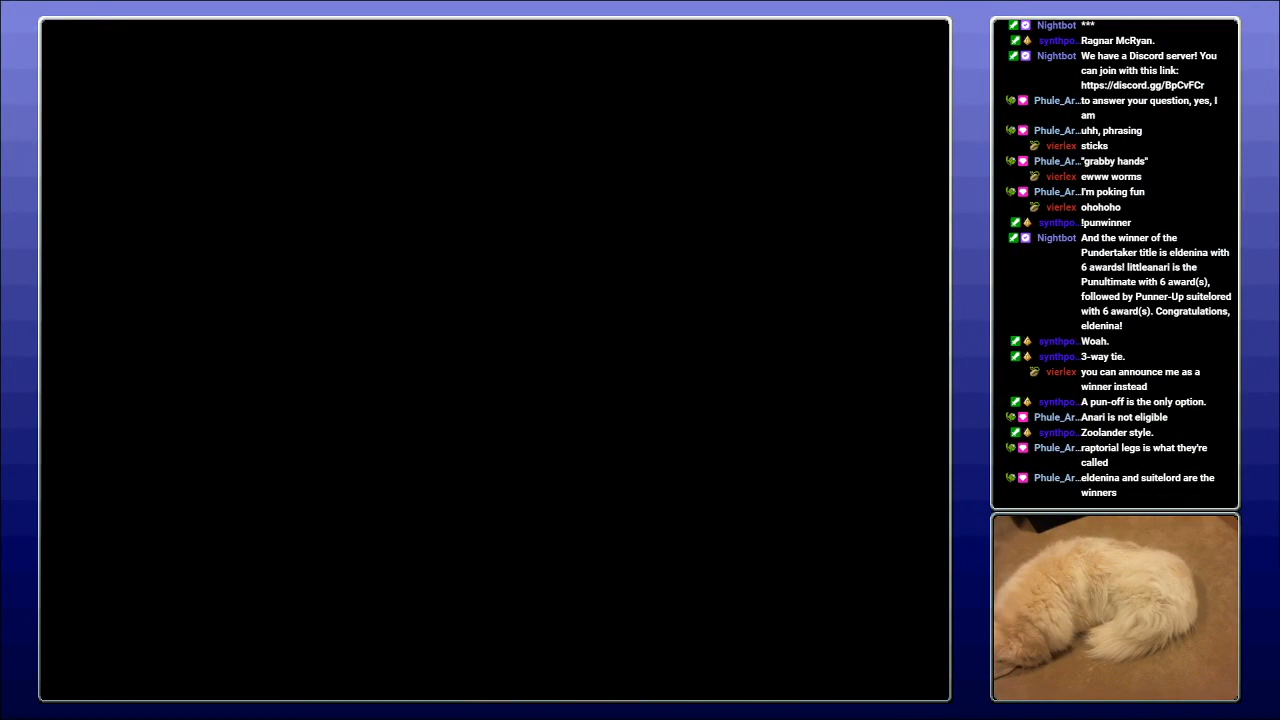 Nightbot ***
synthpo.. Ragnar McRyan.
Nightbot We have a Discord server! You
can join with this link:
https://discord.gg/BpCvFCr
Phule_Ar... to answer your question, yes, I
am
Phule_Ar... uhh, phrasing
vierlex sticks
Phule_Ar... "grabby hands"
vierlex ewww worms
Phule_Ar... I'm poking fun
vierlex ohohoho
synthpo.. !punwinner
Nightbot And the winner of the
Pundertaker title is eldenina with
6 awards! littleanari is the
Punultimate with 6 award(s),
followed by Punner-Up suitelored
with 6 award(s). Congratulations,
eldenina!
synthpo.. Woah.
synthpo.. 3-way tie.
vierlex you can announce me as a
winner instead
synthpo.. A pun-off is the only option.
Phule_Ar... Anari is not eligible
synthpo.. Zoolander style.
Phule_Ar... raptorial legs is what they're
called
Phule_Ar... eldenina and suitelord are the
winners